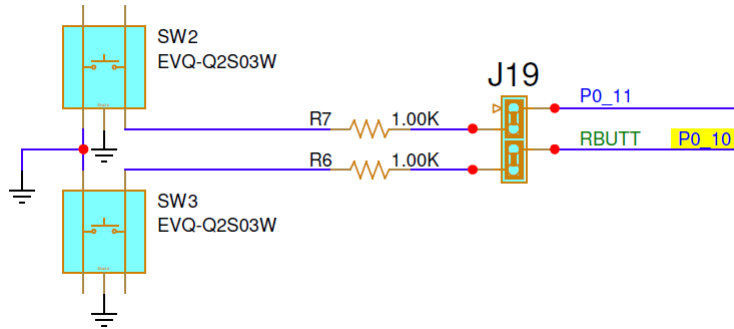 SW2
EVQ-Q2S03W
J19
R7 1.00K P0_11
R6 1.00K RBUTT P0_10
SW3
EVQ-Q2S03W